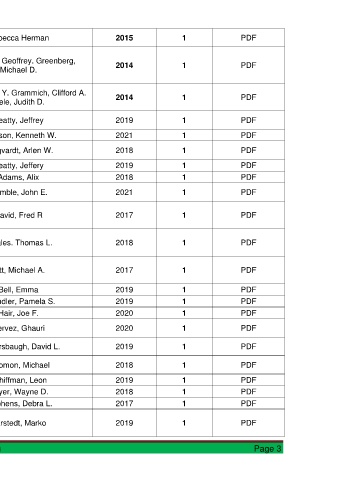 becca Herman 2015 1 PDF
Geoffrey. Greenberg,
Michael D. 2014 1 PDF
Y. Grammich, Clifford A.
ele, Judith D. 2014 1 PDF
eatty, Jeffrey 2019 1 PDF
son, Kenneth W. 2021 1 PDF
gvardt, Arlen W. 2018 1 PDF
eatty, Jeffery 2019 1 PDF
Adams, Alix 2018 1 PDF
mble, John E. 2021 1 PDF
avid, Fred R 2017 1 PDF
ales. Thomas L. 2018 1 PDF
tt, Michael A. 2017 1 PDF
Bell, Emma 2019 1 PDF
ndler, Pamela S. 2019 1 PDF
Hair, Joe F. 2020 1 PDF
ervez, Ghauri 2020 1 PDF
rsbaugh, David L. 2019 1 PDF
omon, Michael 2018 1 PDF
hiffman, Leon 2019 1 PDF
yer, Wayne D. 2018 1 PDF
phens, Debra L. 2017 1 PDF
rstedt, Marko 2019 1 PDF
Page 3